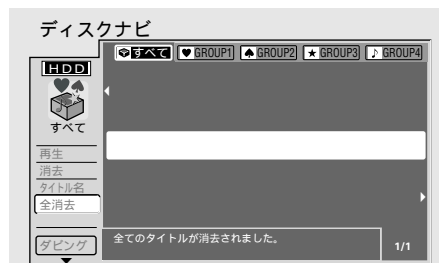 ディスクナビ
すべて GROUP1 GROUP2 GROUP3 GROUP4
HDD
すべて
再生
消去
タイトル名
全消去
ダビング
全てのタイトルが消去されました。
1/1